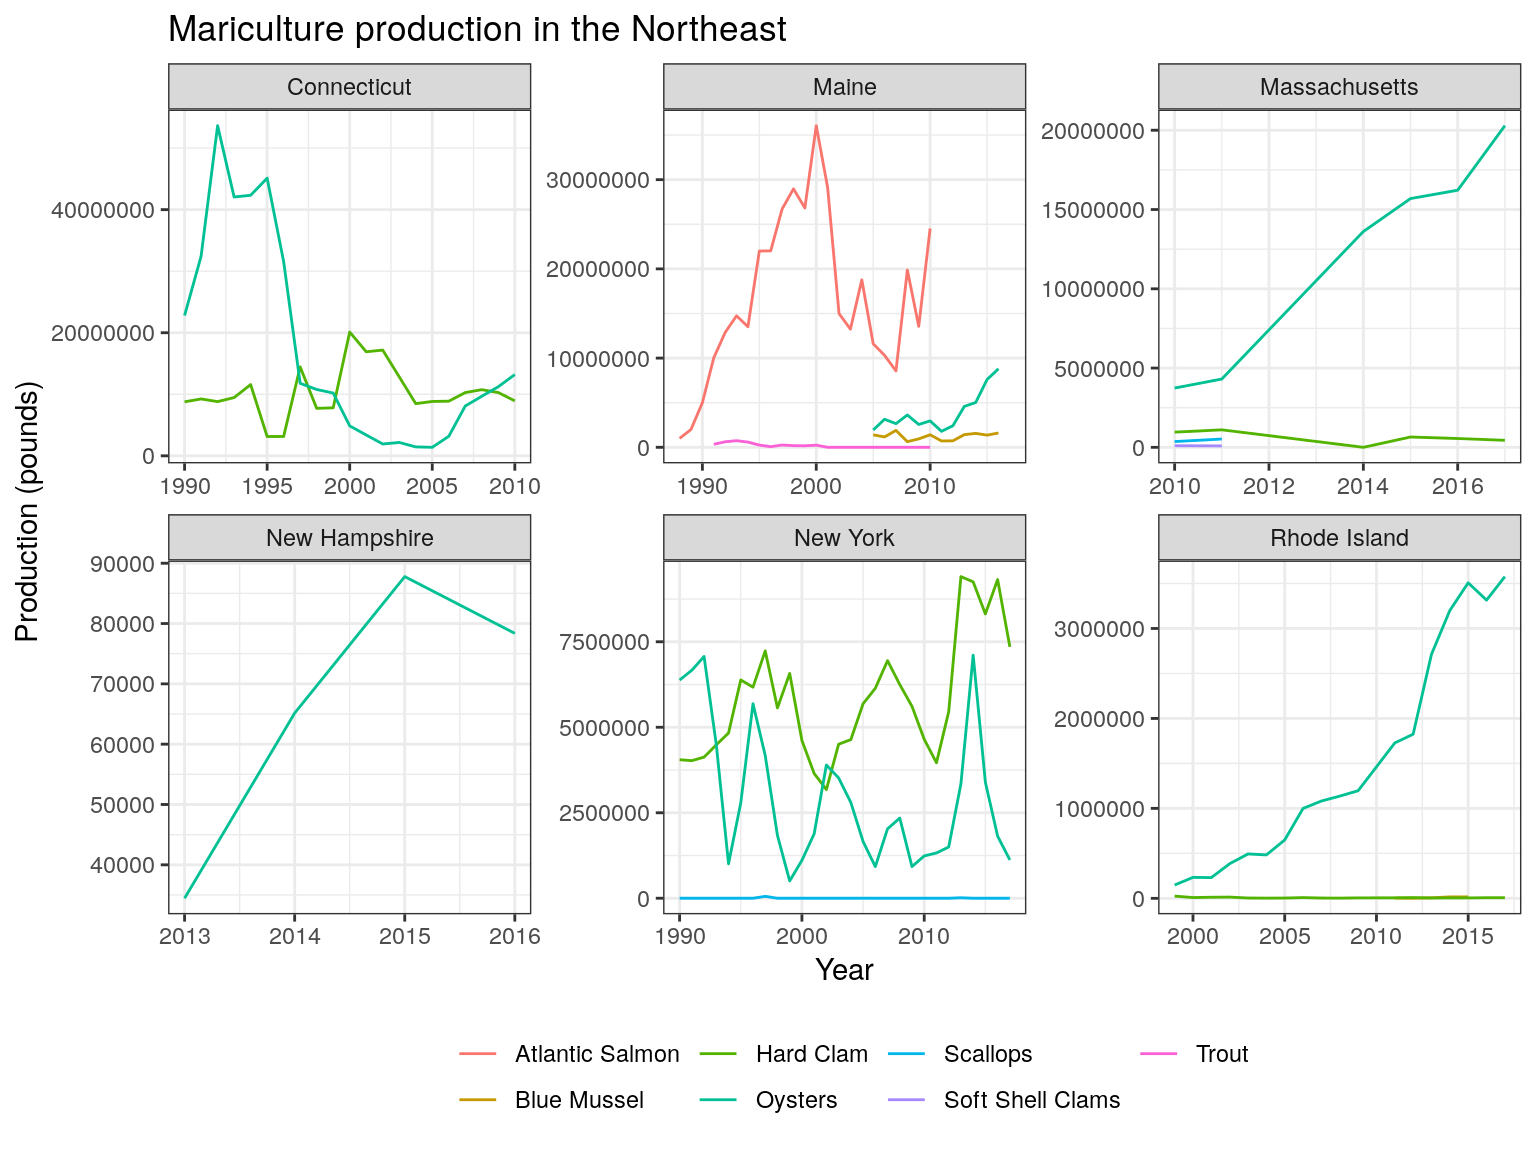 Mariculture production in the Northeast
Connecticut
Maine
Massachusetts
40000000
20000000
0
30000000
20000000
10000000
0
20000000
15000000
10000000
5000000
0
1990 1995 2000 2005 2010
1990 2000 2010
2010 2012 2014 2016
New Hampshire
New York
Rhode Island
90000
80000
70000
60000
50000
40000
7500000
5000000
2500000
0
3000000
2000000
1000000
0
2013 2014 2015 2016
1990 2000 2010
2000 2005 2010 2015
Production (pounds)
Year
Atlantic Salmon Hard Clam Scallops Trout
Blue Mussel Oysters Soft Shell Clams